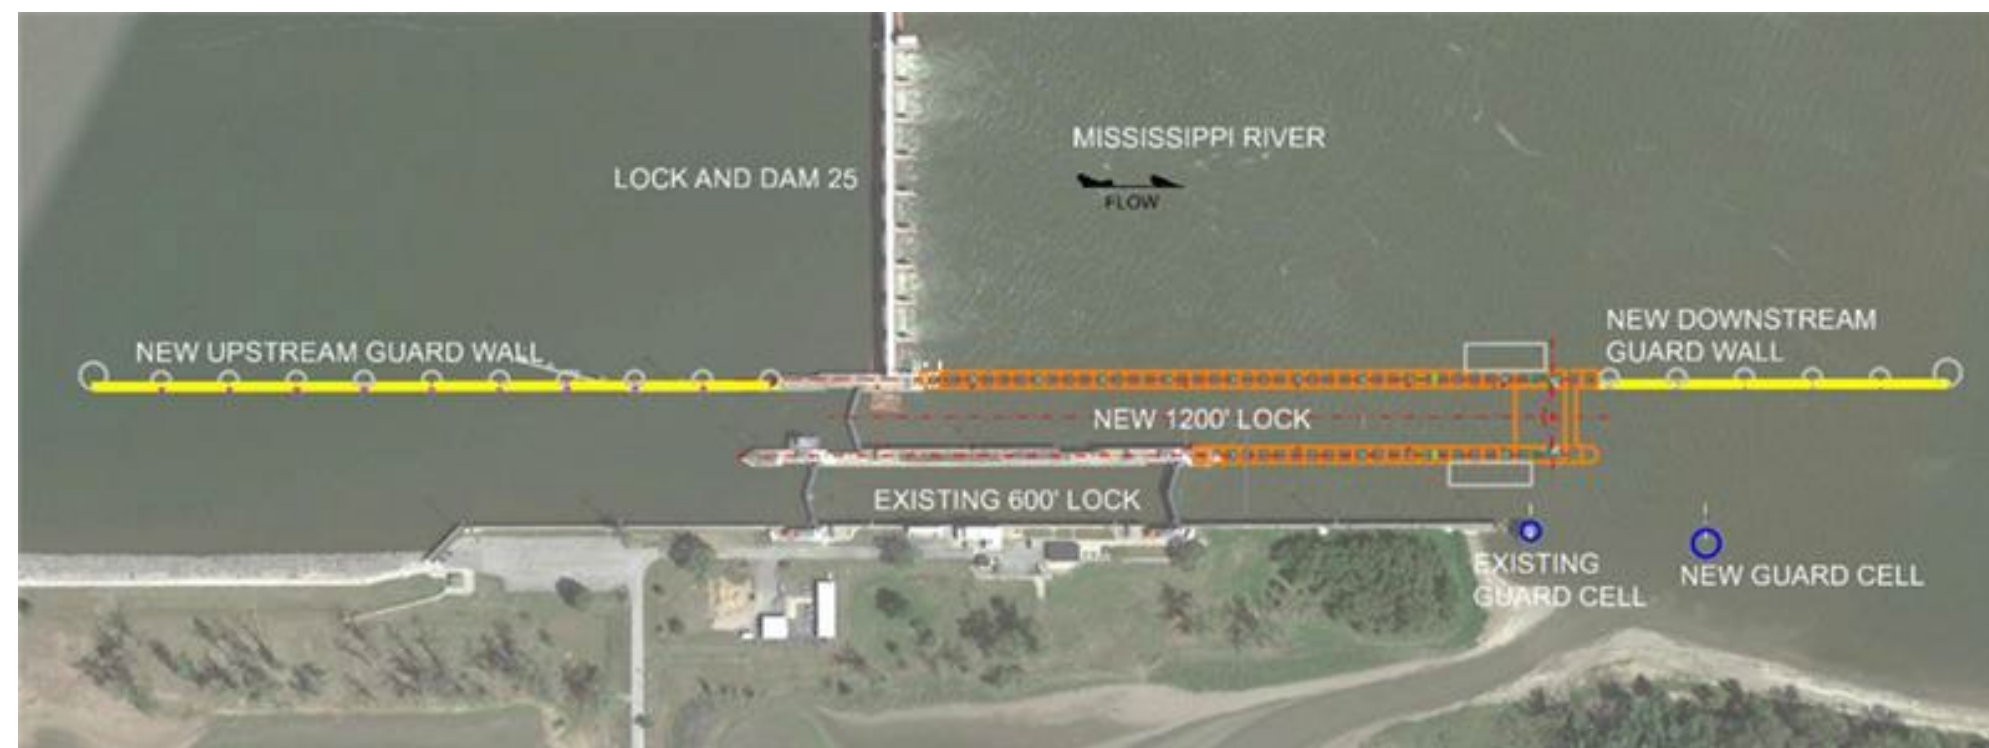 MISSISSIPPI RIVER
LOCK AND DAM 25
FLOW
NEW DOWNSTREAM
GUARD WALL
NEW UPSTREAM GUARD WALL
NEW 1200' LOCK
EXISTING 600' LOCK
EXISTING
GUARD CELL
NEW GUARD CELL